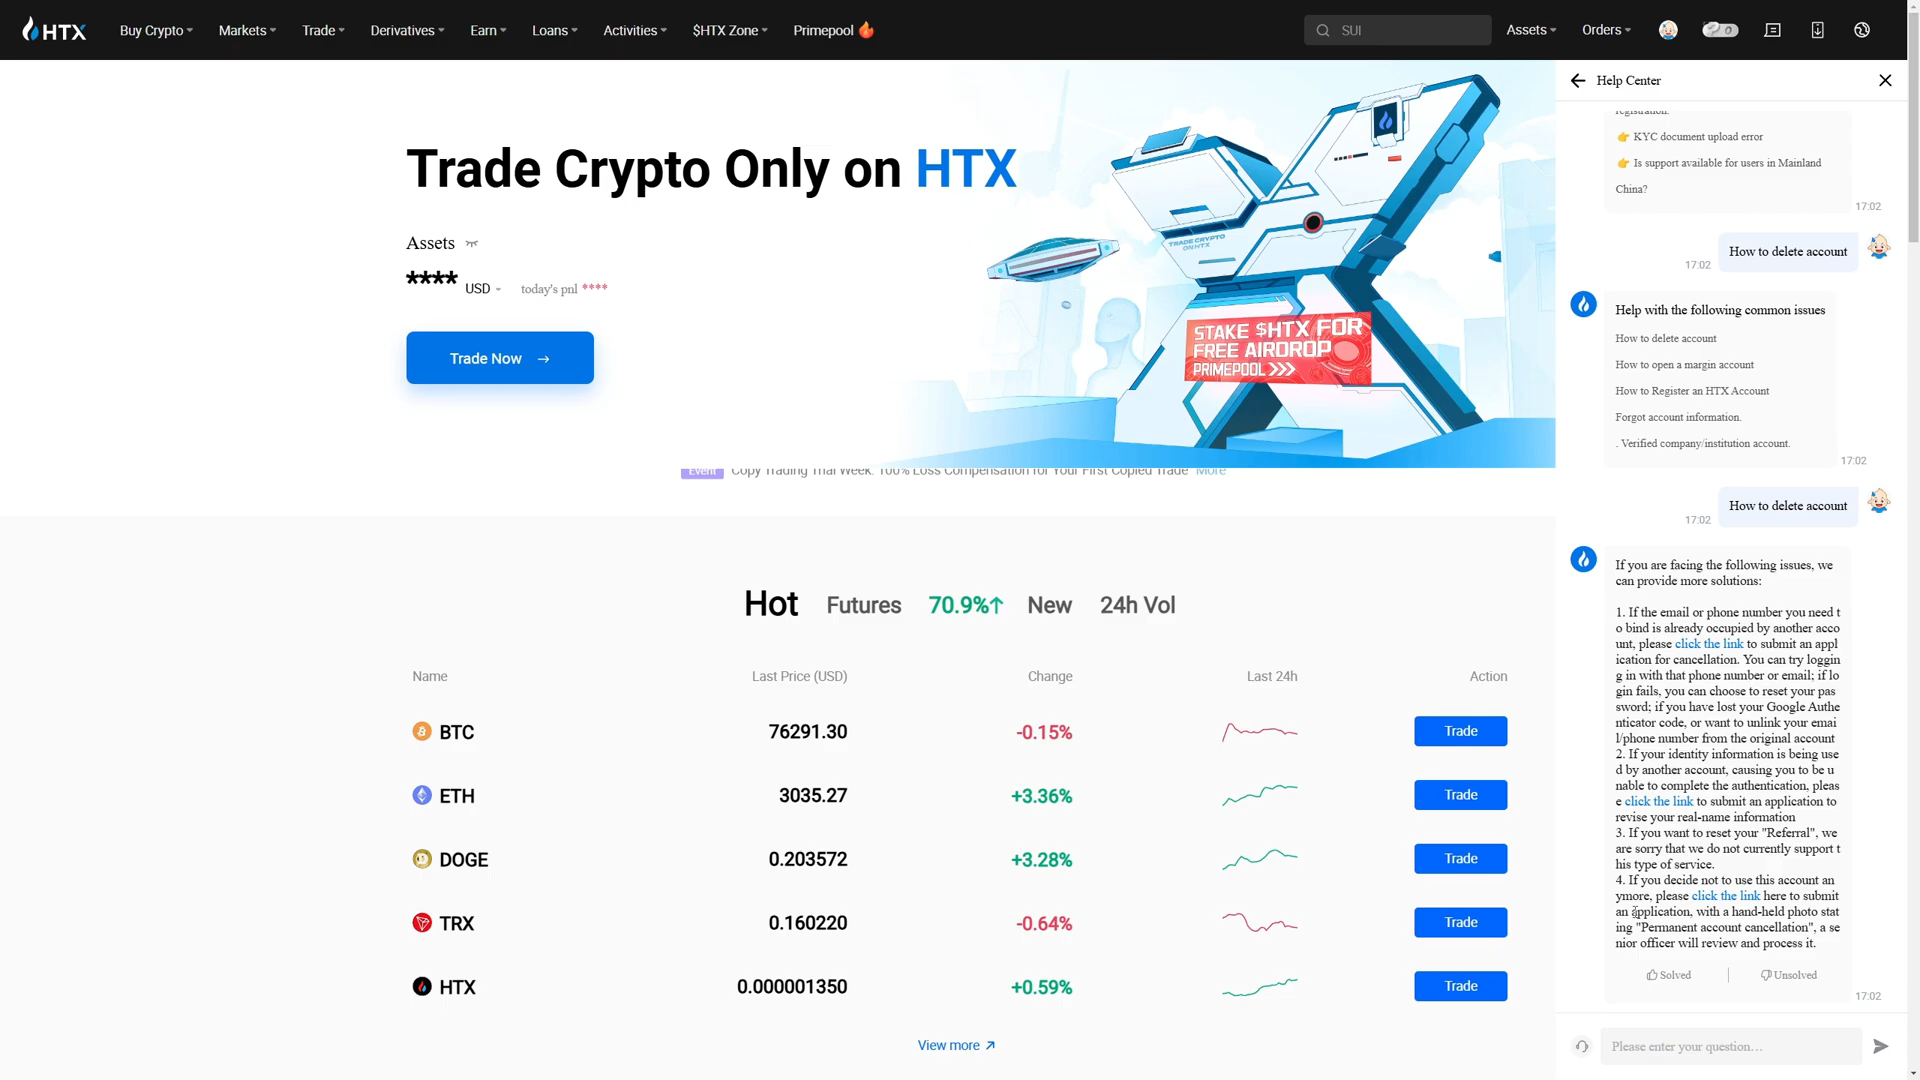 HTX
Buy Crypto
Markets
Trade
Derivatives
Earn
Loans
Activities
$HTX Zone
Primepool
SUI
Assets
Orders
Trade Crypto Only on HTX
Assets
**** USD today's pnl ****
Trade Now →
TRADE CRYPTO
ON HTX
STAKE $HTX FOR
FREE AIRDROP
PRIMEPOOL >>>
Event Copy Trading Trial Week: 100% Loss Compensation for Your First Copied Trade More
Hot Futures 70.9%↑ New 24h Vol
Name Last Price (USD) Change Last 24h Action
BTC 76291.30 -0.15% Trade
ETH 3035.27 +3.36% Trade
DOGE 0.203572 +3.28% Trade
TRX 0.160220 -0.64% Trade
HTX 0.000001350 +0.59% Trade
View more
Help Center
registration.
👉 KYC document upload error
👉 Is support available for users in Mainland
China?
17:02
How to delete account
17:02
Help with the following common issues
How to delete account
How to open a margin account
How to Register an HTX Account
Forgot account information.
. Verified company/institution account.
17:02
How to delete account
17:02
If you are facing the following issues, we
can provide more solutions:
1. If the email or phone number you need t
o bind is already occupied by another acco
unt, please click the link to submit an appl
ication for cancellation. You can try loggin
g in with that phone number or email; if lo
gin fails, you can choose to reset your pas
sword; if you have lost your Google Authe
nticator code, or want to unlink your emai
l/phone number from the original account
2. If your identity information is being use
d by another account, causing you to be u
nable to complete the authentication, pleas
e click the link to submit an application to
revise your real-name information
3. If you want to reset your "Referral", we
are sorry that we do not currently support t
his type of service.
4. If you decide not to use this account an
ymore, please click the link here to submit
an application, with a hand-held photo stat
ing "Permanent account cancellation", a se
nior officer will review and process it.
Solved | Unsolved
17:02
Please enter your question...